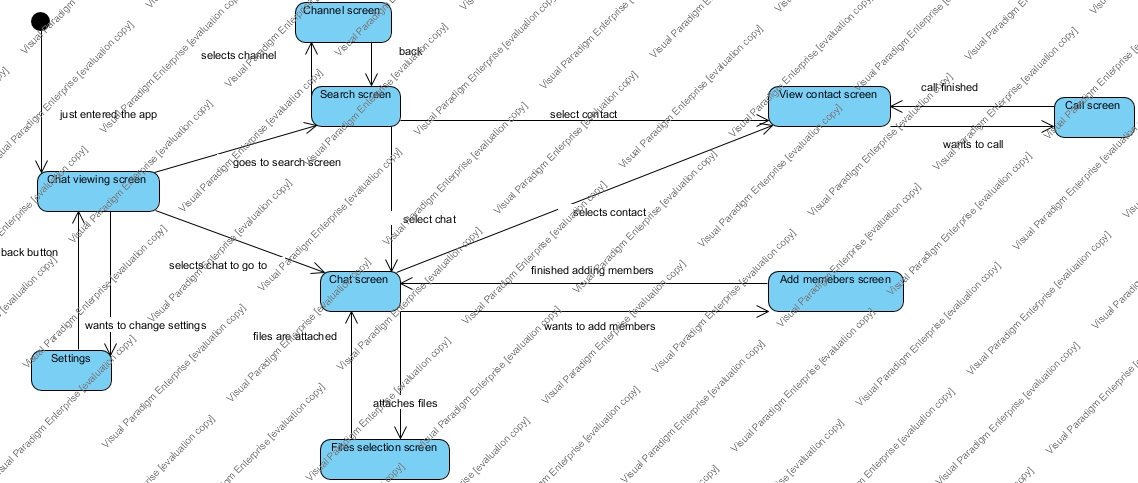 Channel screen
selects channel
back
Search screen
View contact screen
call finished
Call screen
just entered the app
select contact
wants to call
goes to search screen
Chat viewing screen
select chat
selects contact
back button
selects chat to go to
finished adding members
Chat screen
Add memebers screen
wants to change settings
files are attached
wants to add members
Settings
attaches files
Files selection screen
Visual Paradigm Enterprise [evaluation copy]